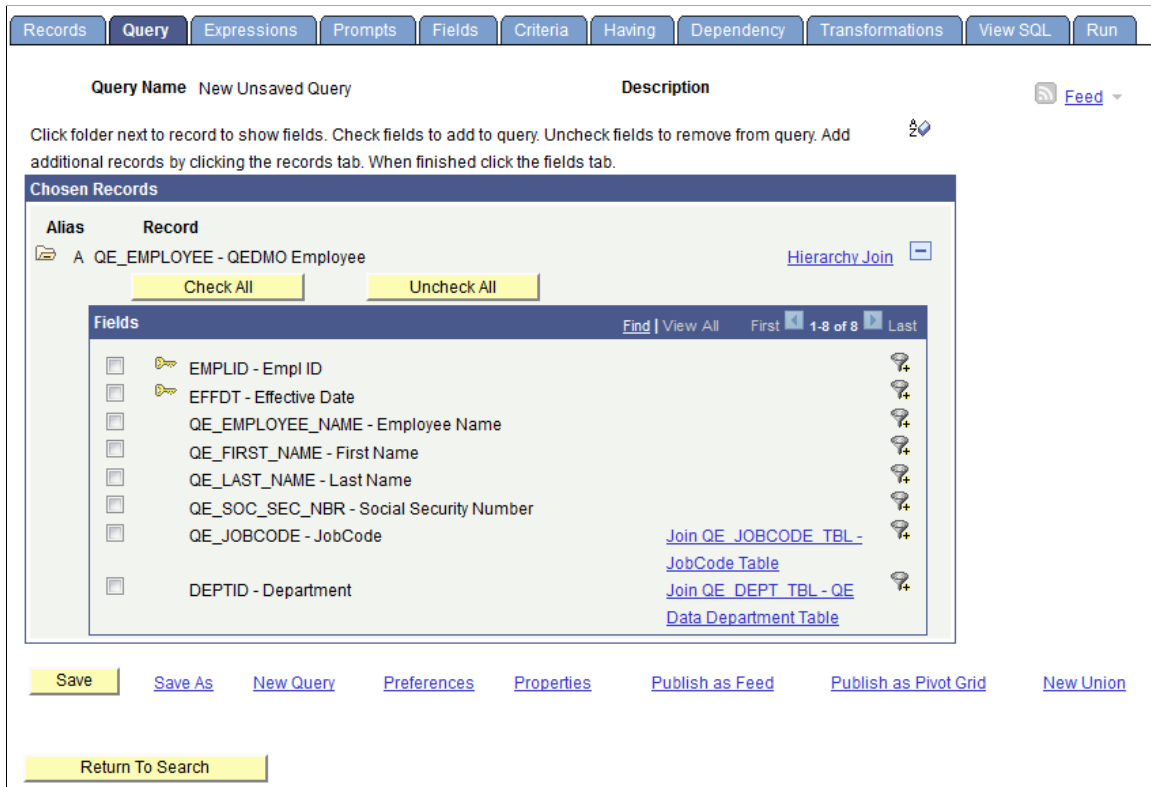 Records Query Expressions Prompts Fields Criteria Having Dependency Transformations View SQL Run
Query Name New Unsaved Query Description
Feed
Click folder next to record to show fields. Check fields to add to query. Uncheck fields to remove from query. Add
additional records by clicking the records tab. When finished click the fields tab.
Chosen Records
Alias Record
A QE_EMPLOYEE - QEDMO Employee Hierarchy Join
Check All Uncheck All
Fields Find | View All First 1-8 of 8 Last
EMPLID - Empl ID
EFFDT - Effective Date
QE_EMPLOYEE_NAME - Employee Name
QE_FIRST_NAME - First Name
QE_LAST_NAME - Last Name
QE_SOC_SEC_NBR - Social Security Number
QE_JOBCODE - JobCode Join QE_JOBCODE_TBL -
JobCode Table
DEPTID - Department Join QE_DEPT_TBL - QE
Data Department Table
Save Save As New Query Preferences Properties Publish as Feed Publish as Pivot Grid New Union
Return To Search